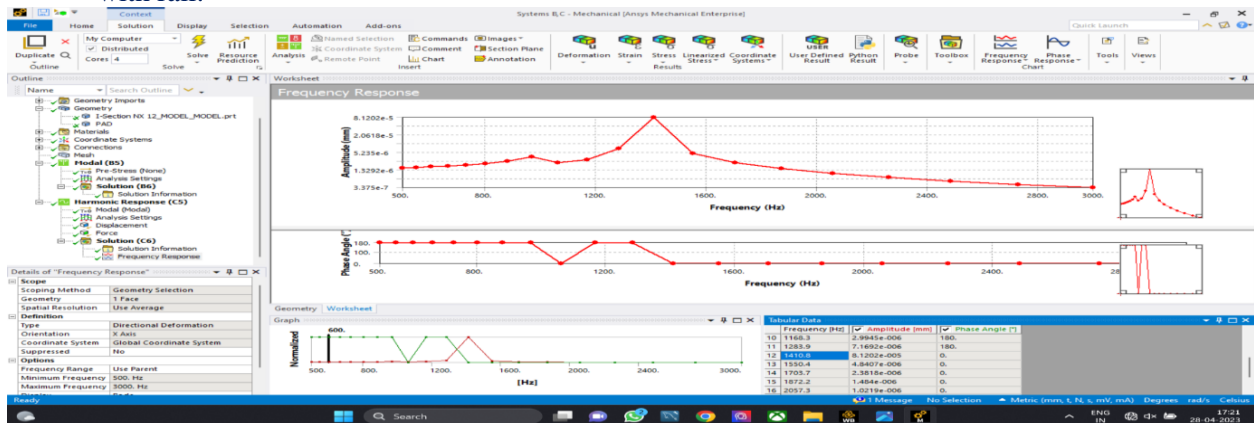 Context
Systems B,C - Mechanical [Ansys Mechanical Enterprise]
File Home Solution Display Selection Automation Add-ons
Quick Launch
Duplicate
Outline
My Computer
Distributed
Cores 4
Solve
Resource Prediction
Solve
Analysis
Named Selection
Coordinate System
Remote Point
Commands
Comment
Chart
Images
Section Plane
Annotation
Insert
Deformation
Strain
Stress
Linearized Stress
Coordinate Systems
Results
User Defined Result
Python Result
Probe
Toolbox
Frequency Response
Phase Response
Chart
Tools
Views
Outline
Name
Search Outline
Geometry Imports
Geometry
I-Section NX 12_MODEL_MODEL.prt
PAD
Materials
Coordinate Systems
Connections
Mesh
Modal (B5)
Pre-Stress (None)
Analysis Settings
Solution (B6)
Solution Information
Harmonic Response (C5)
Modal (Modal)
Analysis Settings
Displacement
Force
Solution (C6)
Solution Information
Frequency Response
Details of "Frequency Response"
Scope
Scoping Method Geometry Selection
Geometry 1 Face
Spatial Resolution Use Average
Definition
Type Directional Deformation
Orientation X Axis
Coordinate System Global Coordinate System
Suppressed No
Options
Frequency Range Use Parent
Minimum Frequency 500. Hz
Maximum Frequency 3000. Hz
Worksheet
Frequency Response
Amplitude (mm)
8.1202e-5
2.0618e-5
5.235e-6
1.3292e-6
3.375e-7
500. 800. 1200. 1600. 2000. 2400. 3000.
Frequency (Hz)
Phase Angle (°
180.
100.
0.
500. 800. 1200. 1600. 2000. 2400.
Frequency (Hz)
Geometry Worksheet
Graph
Normalized
600.
500. 800. 1200. 1600. 2000. 2400. 3000.
[Hz]
Tabular Data
Frequency [Hz] Amplitude [mm] Phase Angle [°]
10 1168.3 2.9945e-006 180.
11 1283.9 7.1692e-006 180.
12 1410.8 8.1202e-005 0.
13 1550.4 4.8407e-006 0.
14 1703.7 2.3818e-006 0.
15 1872.2 1.484e-006 0.
16 2057.3 1.0219e-006 0.
Ready
1 Message No Selection Metric (mm, t, N, s, mV, mA) Degrees rad/s Celsius
Search
ENG
IN
17:21
28-04-2023